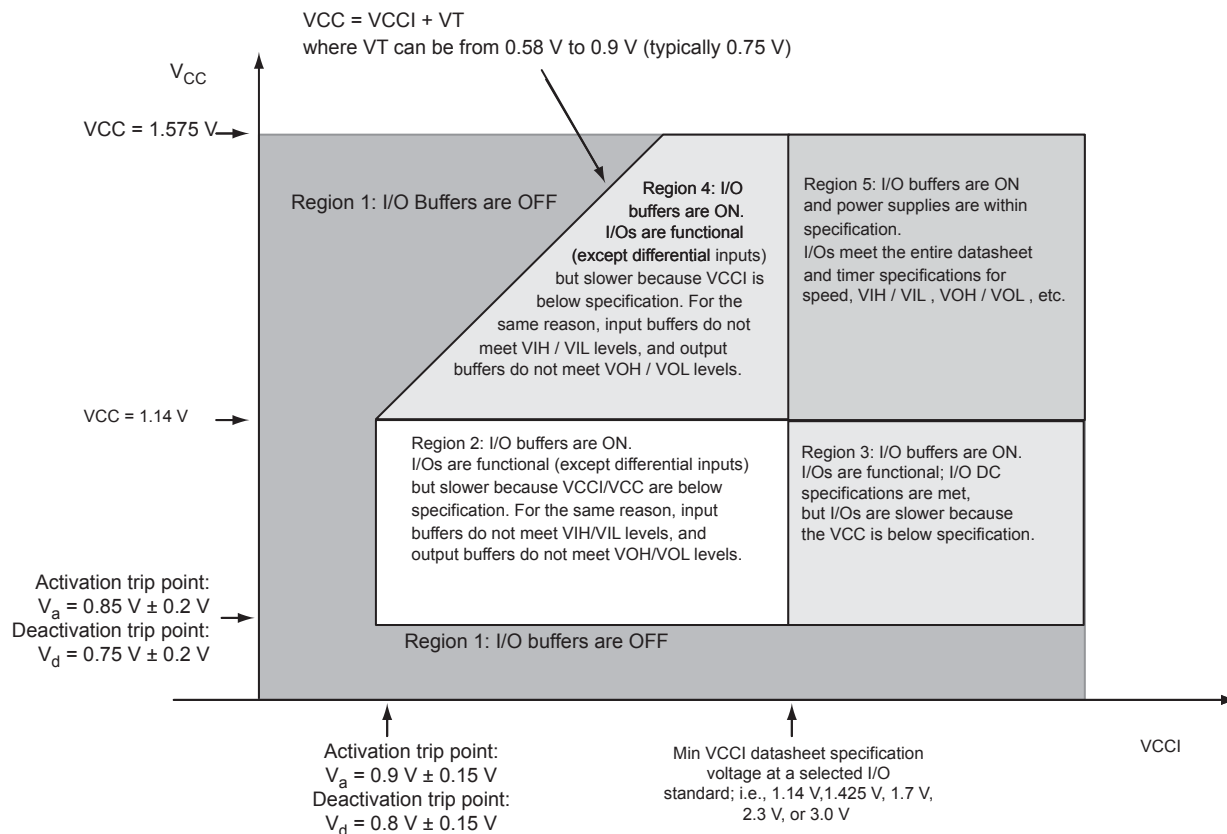 VCC = VCCI + VT
where VT can be from 0.58 V to 0.9 V (typically 0.75 V)
VCC
VCC = 1.575 V
Region 1: I/O Buffers are OFF
Region 4: I/O
buffers are ON.
I/Os are functional
(except differential inputs)
but slower because VCCI is
below specification. For the
same reason, input buffers do not
meet VIH / VIL levels, and output
buffers do not meet VOH / VOL levels.
Region 5: I/O buffers are ON
and power supplies are within
specification.
I/Os meet the entire datasheet
and timer specifications for
speed, VIH / VIL , VOH / VOL , etc.
VCC = 1.14 V
Region 2: I/O buffers are ON.
I/Os are functional (except differential inputs)
but slower because VCCI/VCC are below
specification. For the same reason, input
buffers do not meet VIH/VIL levels, and
output buffers do not meet VOH/VOL levels.
Region 3: I/O buffers are ON.
I/Os are functional; I/O DC
specifications are met,
but I/Os are slower because
the VCC is below specification.
Activation trip point:
Va = 0.85 V ± 0.2 V
Deactivation trip point:
Vd = 0.75 V ± 0.2 V
Region 1: I/O buffers are OFF
VCCI
Activation trip point:
Va = 0.9 V ± 0.15 V
Deactivation trip point:
Vd = 0.8 V ± 0.15 V
Min VCCI datasheet specification
voltage at a selected I/O
standard; i.e., 1.14 V,1.425 V, 1.7 V,
2.3 V, or 3.0 V